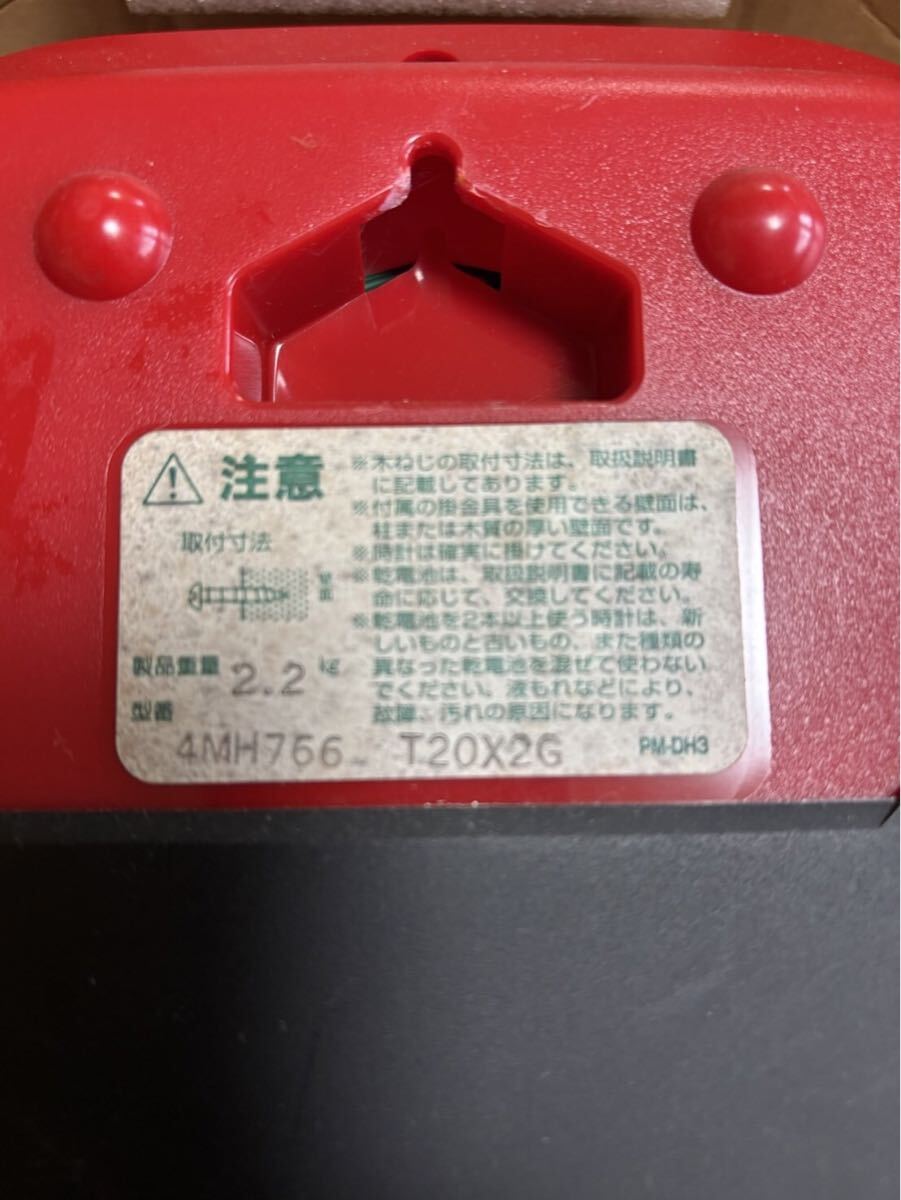 注意
取付寸法
製品重量 2.2 kg
型番
4MH766 T20X2G
※木ねじの取付寸法は、取扱説明書
に記載してあります。
※付属の掛金具を使用できる壁面は、
柱または木質の厚い壁面です。
※時計は確実に掛けてください。
※乾電池は、取扱説明書に記載の寿
命に応じて、交換してください。
※乾電池を2本以上使う時計は、新
しいものと古いもの、また種類の
異なった乾電池を混ぜて使わない
でください。液もれなどにより、
故障、汚れの原因になります。
PM-DH3